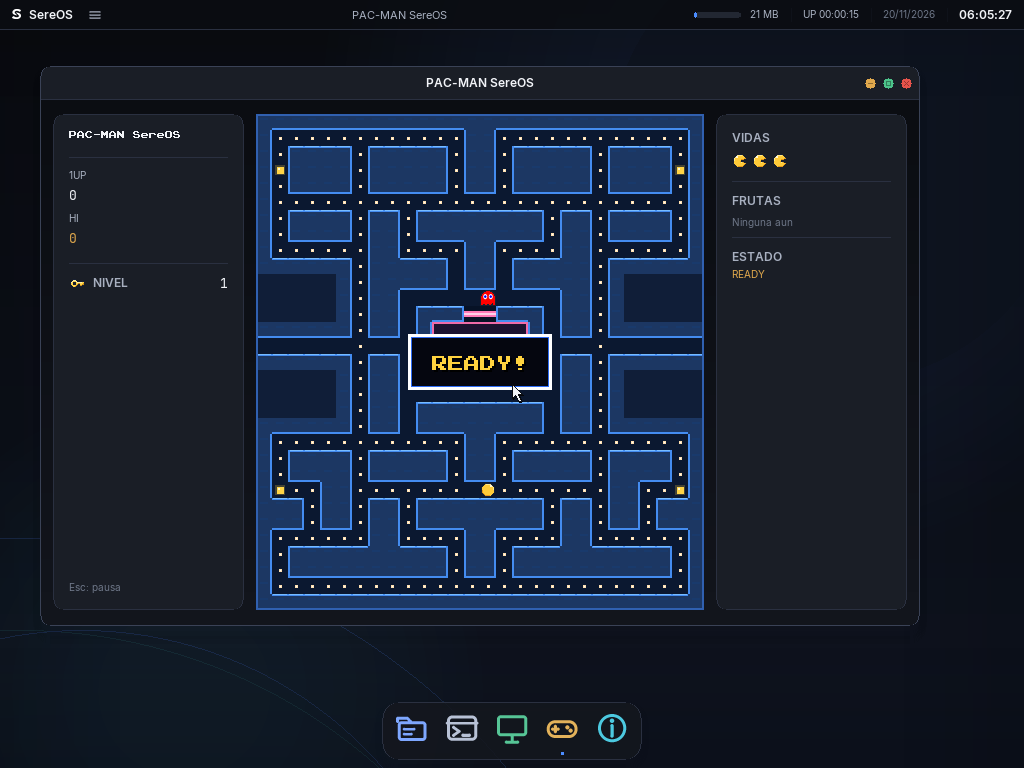 SereOS
PAC-MAN SereOS
21 MB
UP 00:00:15
20/11/2026
06:05:27
PAC-MAN SereOS
PAC-MAN SereOS
1UP
0
HI
0
NIVEL 1
Esc: pausa
READY!
VIDAS
FRUTAS
Ninguna aun
ESTADO
READY